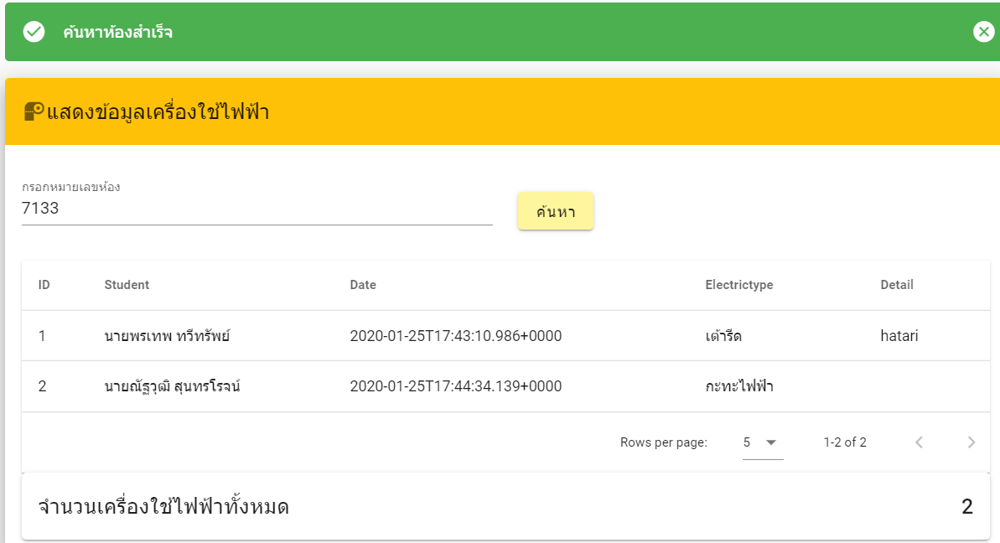 ค้นหาห้องสำเร็จ
แสดงข้อมูลเครื่องใช้ไฟฟ้า
กรอกหมายเลขห้อง
7133
ค้นหา
ID Student Date Electrictype Detail
1 นายพรเทพ ทวีทรัพย์ 2020-01-25T17:43:10.986+0000 เต้ารีด hatari
2 นายณัฐวุฒิ สุนทรโรจน์ 2020-01-25T17:44:34.139+0000 กะทะไฟฟ้า
Rows per page: 5 1-2 of 2
จำนวนเครื่องใช้ไฟฟ้าทั้งหมด 2